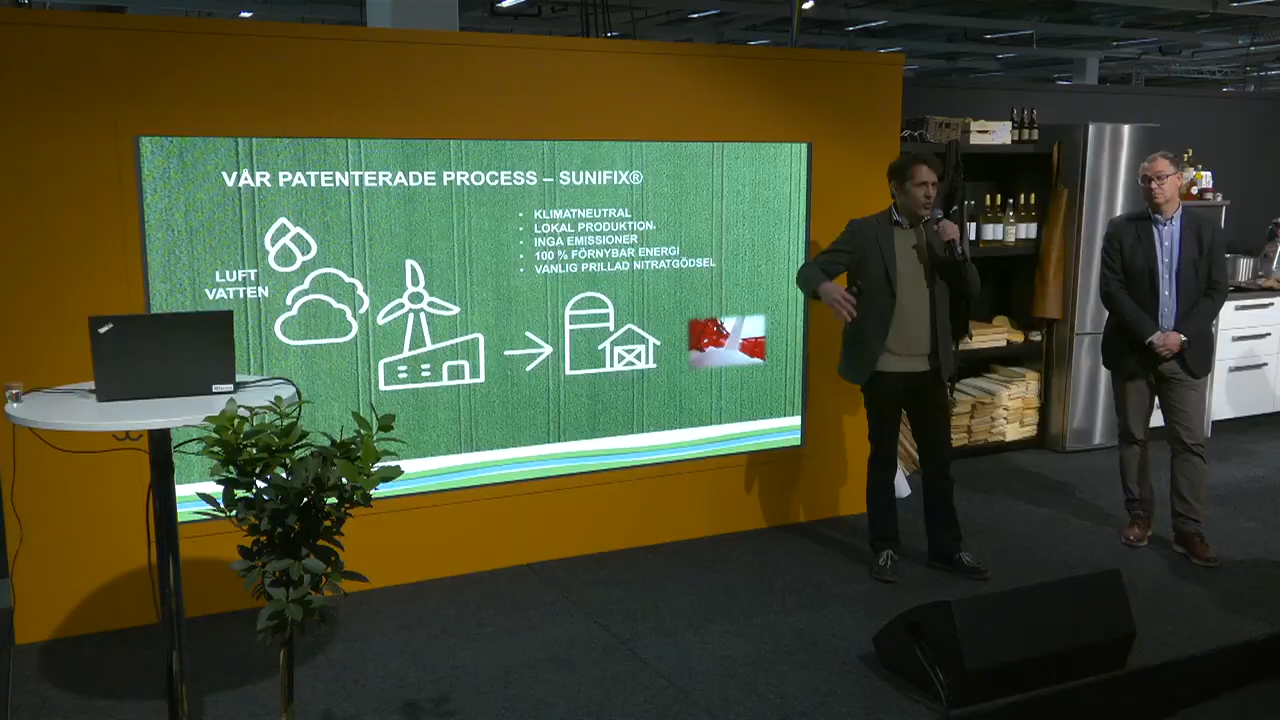 VÅR PATENTERADE PROCESS – SUNIFIX®
• KLIMATNEUTRAL
• LOKAL PRODUKTION.
• INGA EMISSIONER
• 100 % FÖRNYBAR ENERGI
• VANLIG PRILLAD NITRATGÖDSEL
LUFT
VATTEN